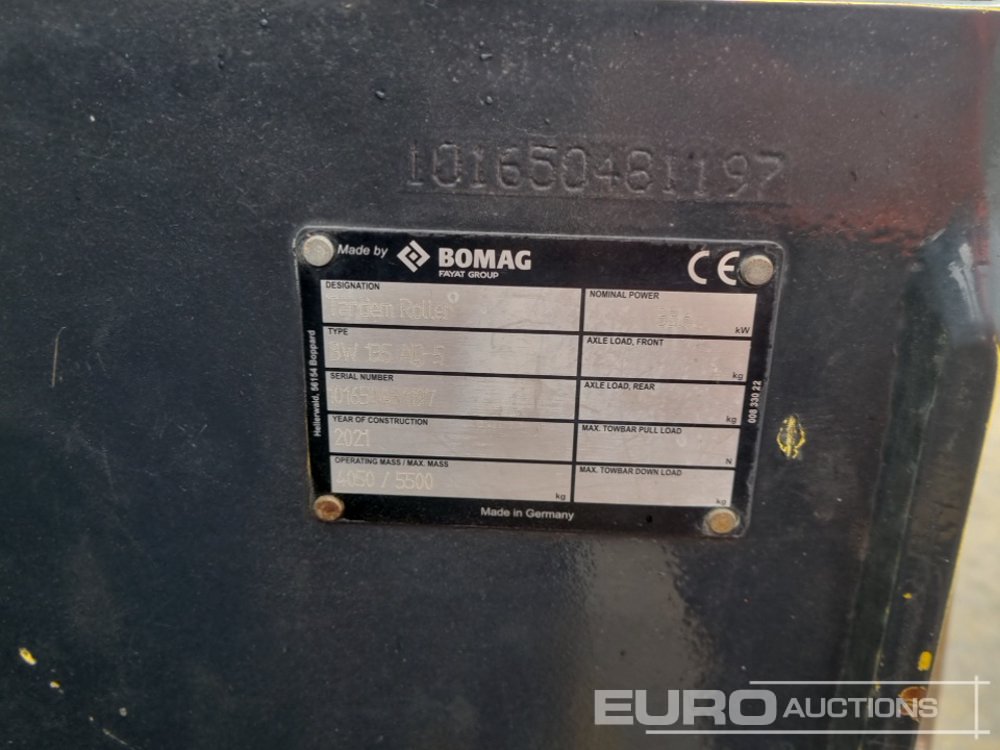 101650481197
Made by BOMAG CE
FAYAT GROUP
DESIGNATION
Tandem Roller
NOMINAL POWER
kW
TYPE
BW 135 AD-5
AXLE LOAD, FRONT
kg
SERIAL NUMBER
AXLE LOAD, REAR
kg
YEAR OF CONSTRUCTION
2021
MAX. TOWBAR PULL LOAD
N
OPERATING MASS / MAX. MASS
4050 / 5500
kg
MAX. TOWBAR DOWN LOAD
kg
Made in Germany
Hellerwald, 56154 Boppard
008 330 22
EURO AUCTIONS